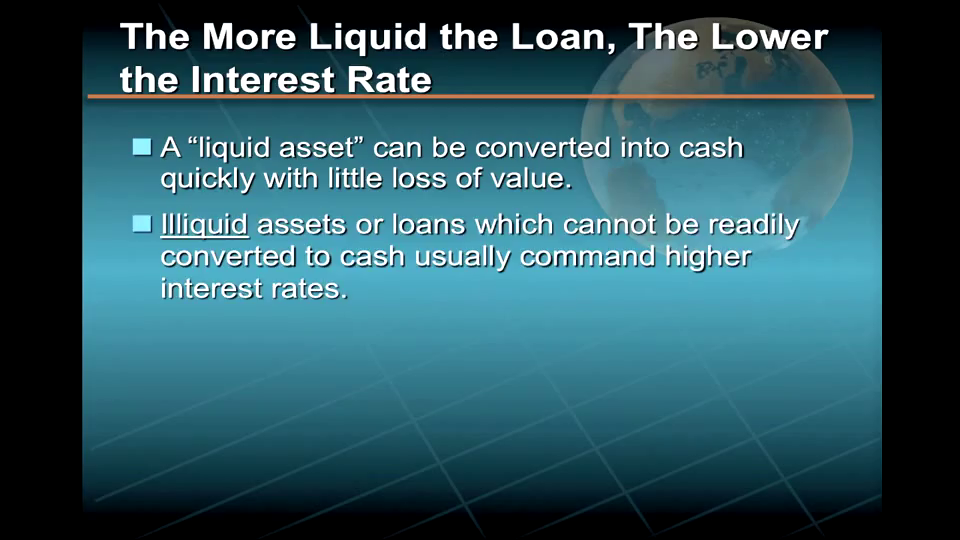 The More Liquid the Loan, The Lower
the Interest Rate
A “liquid asset” can be converted into cash
quickly with little loss of value.
Illiquid assets or loans which cannot be readily
converted to cash usually command higher
interest rates.